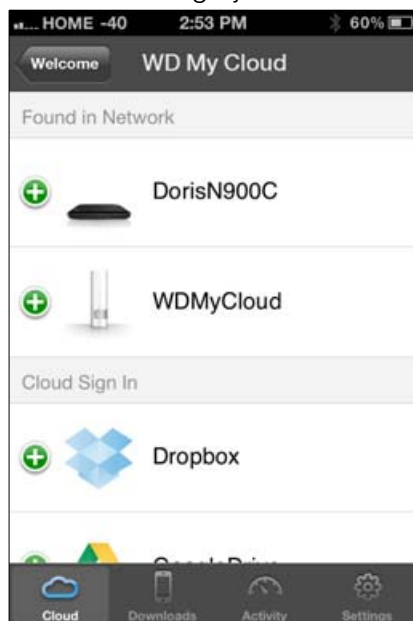 HOME -40 2:53 PM 60%
Welcome WD My Cloud
Found in Network
DorisN900C
WDMyCloud
Cloud Sign In
Dropbox
Cloud Downloads Activity Settings